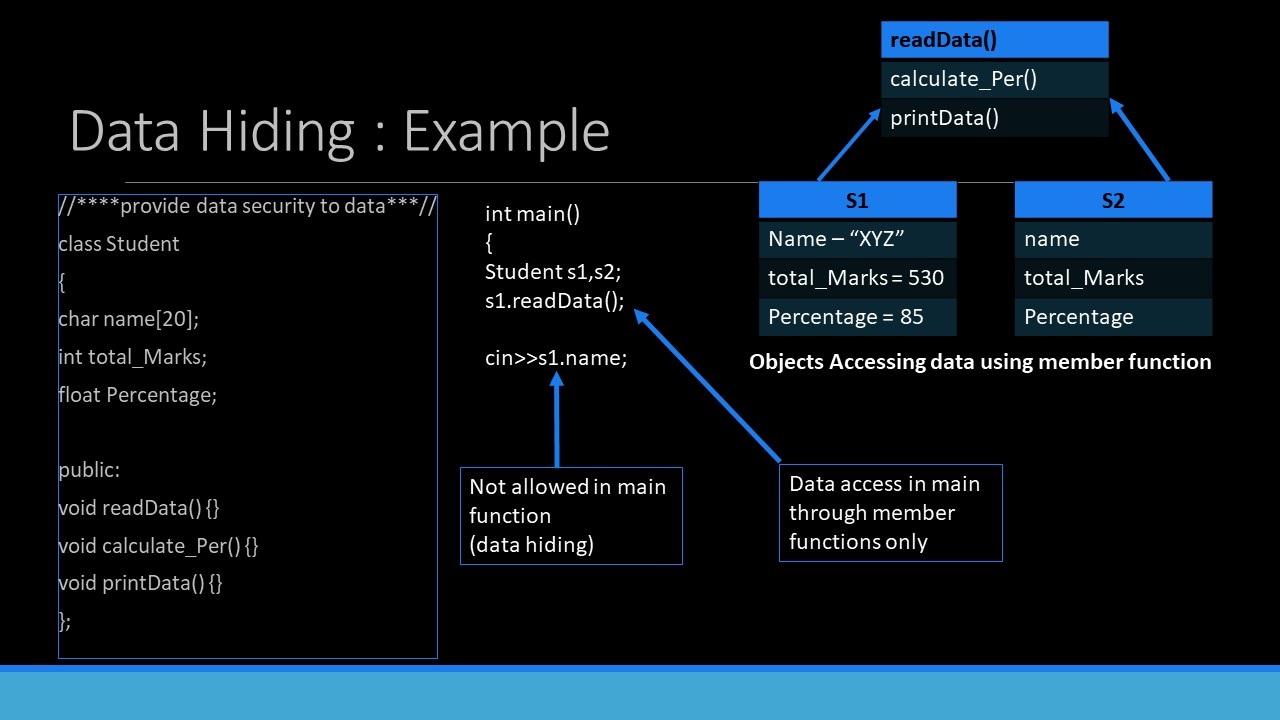 Data Hiding : Example
//****provide data security to data***//
class Student
{
char name[20];
int total_Marks;
float Percentage;
public:
void readData() {}
void calculate_Per() {}
void printData() {}
};
int main()
{
Student s1,s2;
s1.readData();
cin>>s1.name;
Not allowed in main
function
(data hiding)
Data access in main
through member
functions only
readData()
calculate_Per()
printData()
S1
Name – “XYZ”
total_Marks = 530
Percentage = 85
S2
name
total_Marks
Percentage
Objects Accessing data using member function